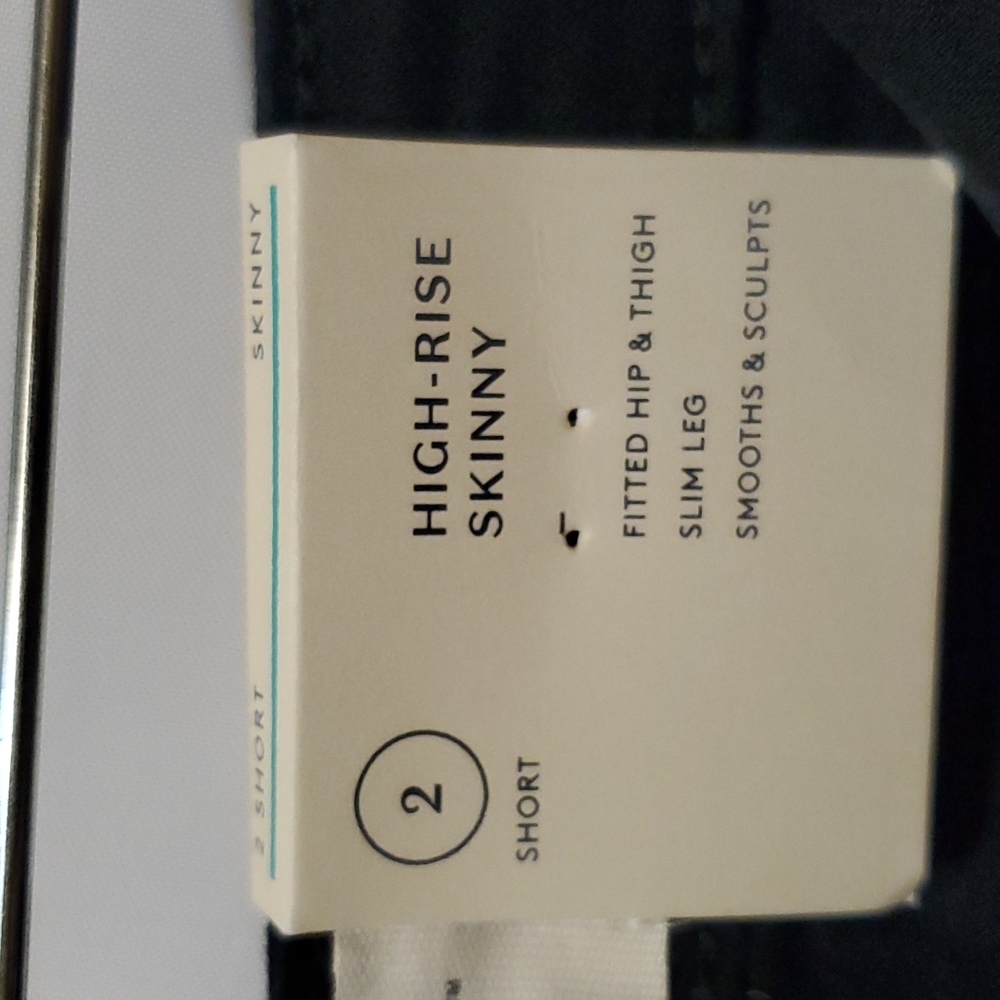 2 SHORT SKINNY
2
SHORT
HIGH-RISE
SKINNY
FITTED HIP & THIGH
SLIM LEG
SMOOTHS & SCULPTS